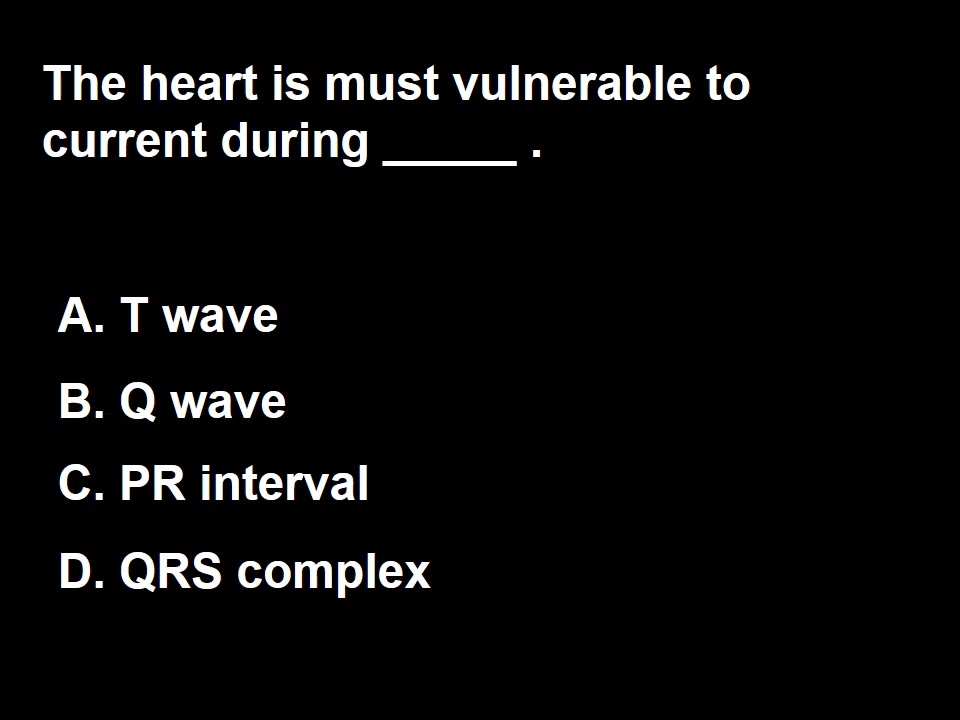 The heart is must vulnerable to
current during _____ .
A. T wave
B. Q wave
C. PR interval
D. QRS complex